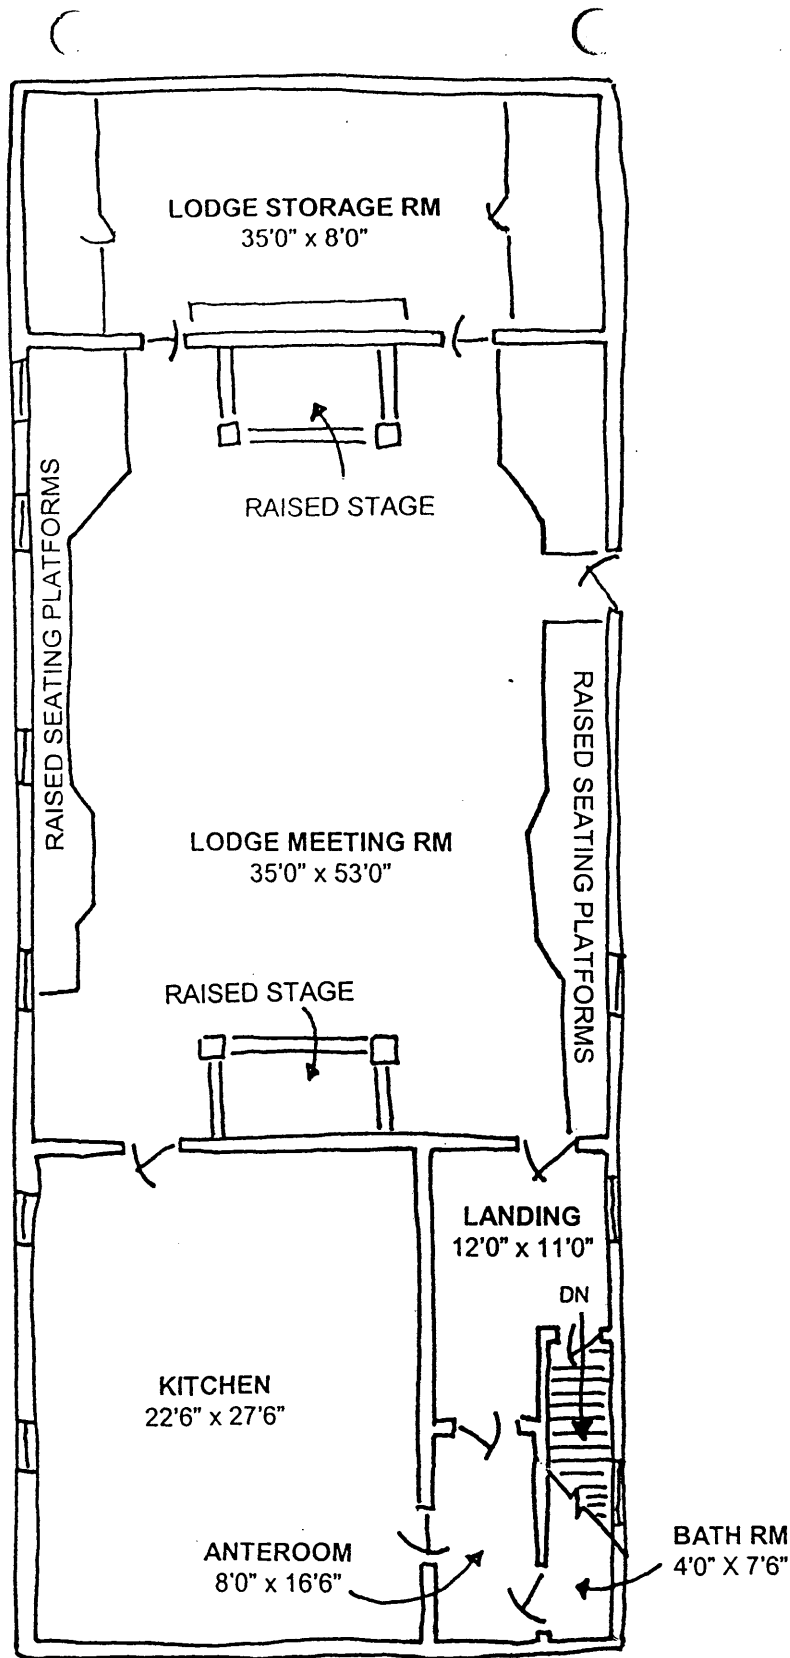 LODGE STORAGE RM
35'0" x 8'0"
RAISED STAGE
RAISED SEATING PLATFORMS
RAISED SEATING PLATFORMS
LODGE MEETING RM
35'0" x 53'0"
RAISED STAGE
LANDING
12'0" x 11'0"
DN
KITCHEN
22'6" x 27'6"
ANTEROOM
8'0" x 16'6"
BATH RM
4'0" X 7'6"